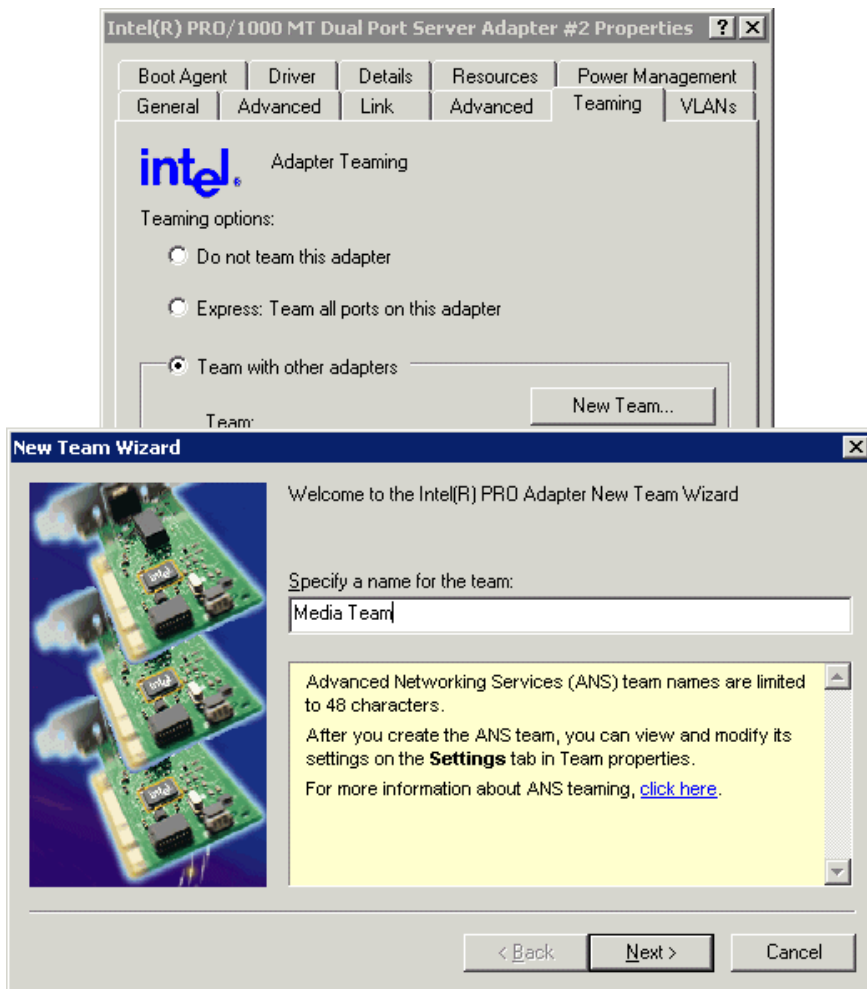 Intel(R) PRO/1000 MT Dual Port Server Adapter #2 Properties
Boot Agent Driver Details Resources Power Management
General Advanced Link Advanced Teaming VLANs
intel® Adapter Teaming
Teaming options:
Do not team this adapter
Express: Team all ports on this adapter
Team with other adapters
New Team...
Team:
New Team Wizard
Welcome to the Intel(R) PRO Adapter New Team Wizard
Specify a name for the team:
Media Team
Advanced Networking Services (ANS) team names are limited
to 48 characters.
After you create the ANS team, you can view and modify its
settings on the Settings tab in Team properties.
For more information about ANS teaming, click here.
intel
intel
intel
< Back Next > Cancel